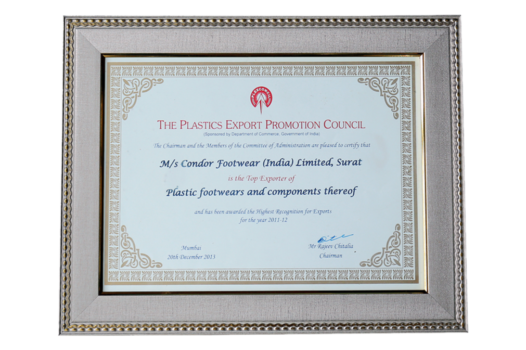 THE PLASTICS EXPORT PROMOTION COUNCIL
(Sponsored by Department of Commerce, Government of India)
The Chairman and the Members of the Committee of Administration are pleased to certify that
M/s Condor Footwear (India) Limited, Surat
is the Top Exporter of
Plastic footwears and components thereof
and has been awarded the Highest Recognition for Exports
for the year 2011-12
Mumbai
20th December 2013
Mr Rajeev Chitalia
Chairman